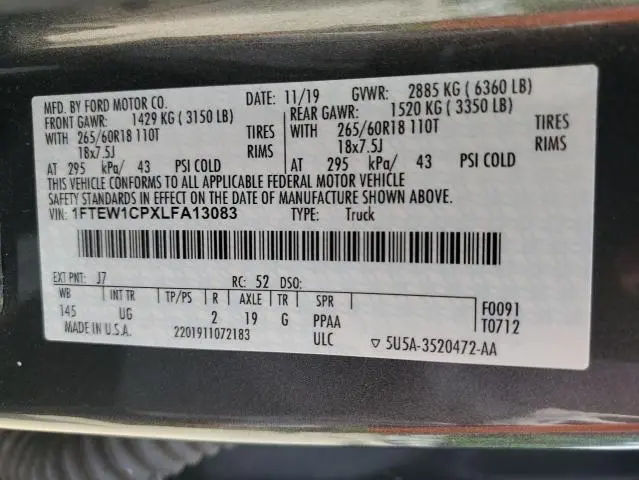 MFD. BY FORD MOTOR CO. DATE: 11/19 GVWR: 2885 KG ( 6360 LB)
FRONT GAWR: 1429 KG ( 3150 LB) REAR GAWR: 1520 KG ( 3350 LB)
WITH 265/60R18 110T TIRES WITH 265/60R18 110T TIRES
18x7.5J RIMS 18x7.5J RIMS
AT 295 kPa/ 43 PSI COLD AT 295 kPa/ 43 PSI COLD
THIS VEHICLE CONFORMS TO ALL APPLICABLE FEDERAL MOTOR VEHICLE
SAFETY STANDARDS IN EFFECT ON THE DATE OF MANUFACTURE SHOWN ABOVE.
VIN: 1FTEW1CPXLFA13083 TYPE: Truck
EXT PNT: J7 RC: 52 DSO:
WB INT TR TP/PS R AXLE TR SPR F0091
145 UG 2 19 G PPAA T0712
MADE IN U.S.A. 2201911072183 ULC ▽ 5U5A-3520472-AA